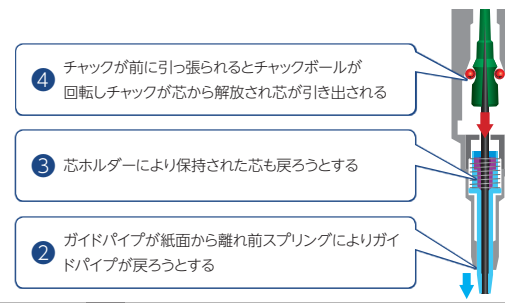 4 チャックが前に引っ張られるとチャックボールが
回転しチャックが芯から解放され芯が引き出される
3 芯ホルダーにより保持された芯も戻ろうとする
2 ガイドパイプが紙面から離れ前スプリングによりガイ
ドパイプが戻ろうとする